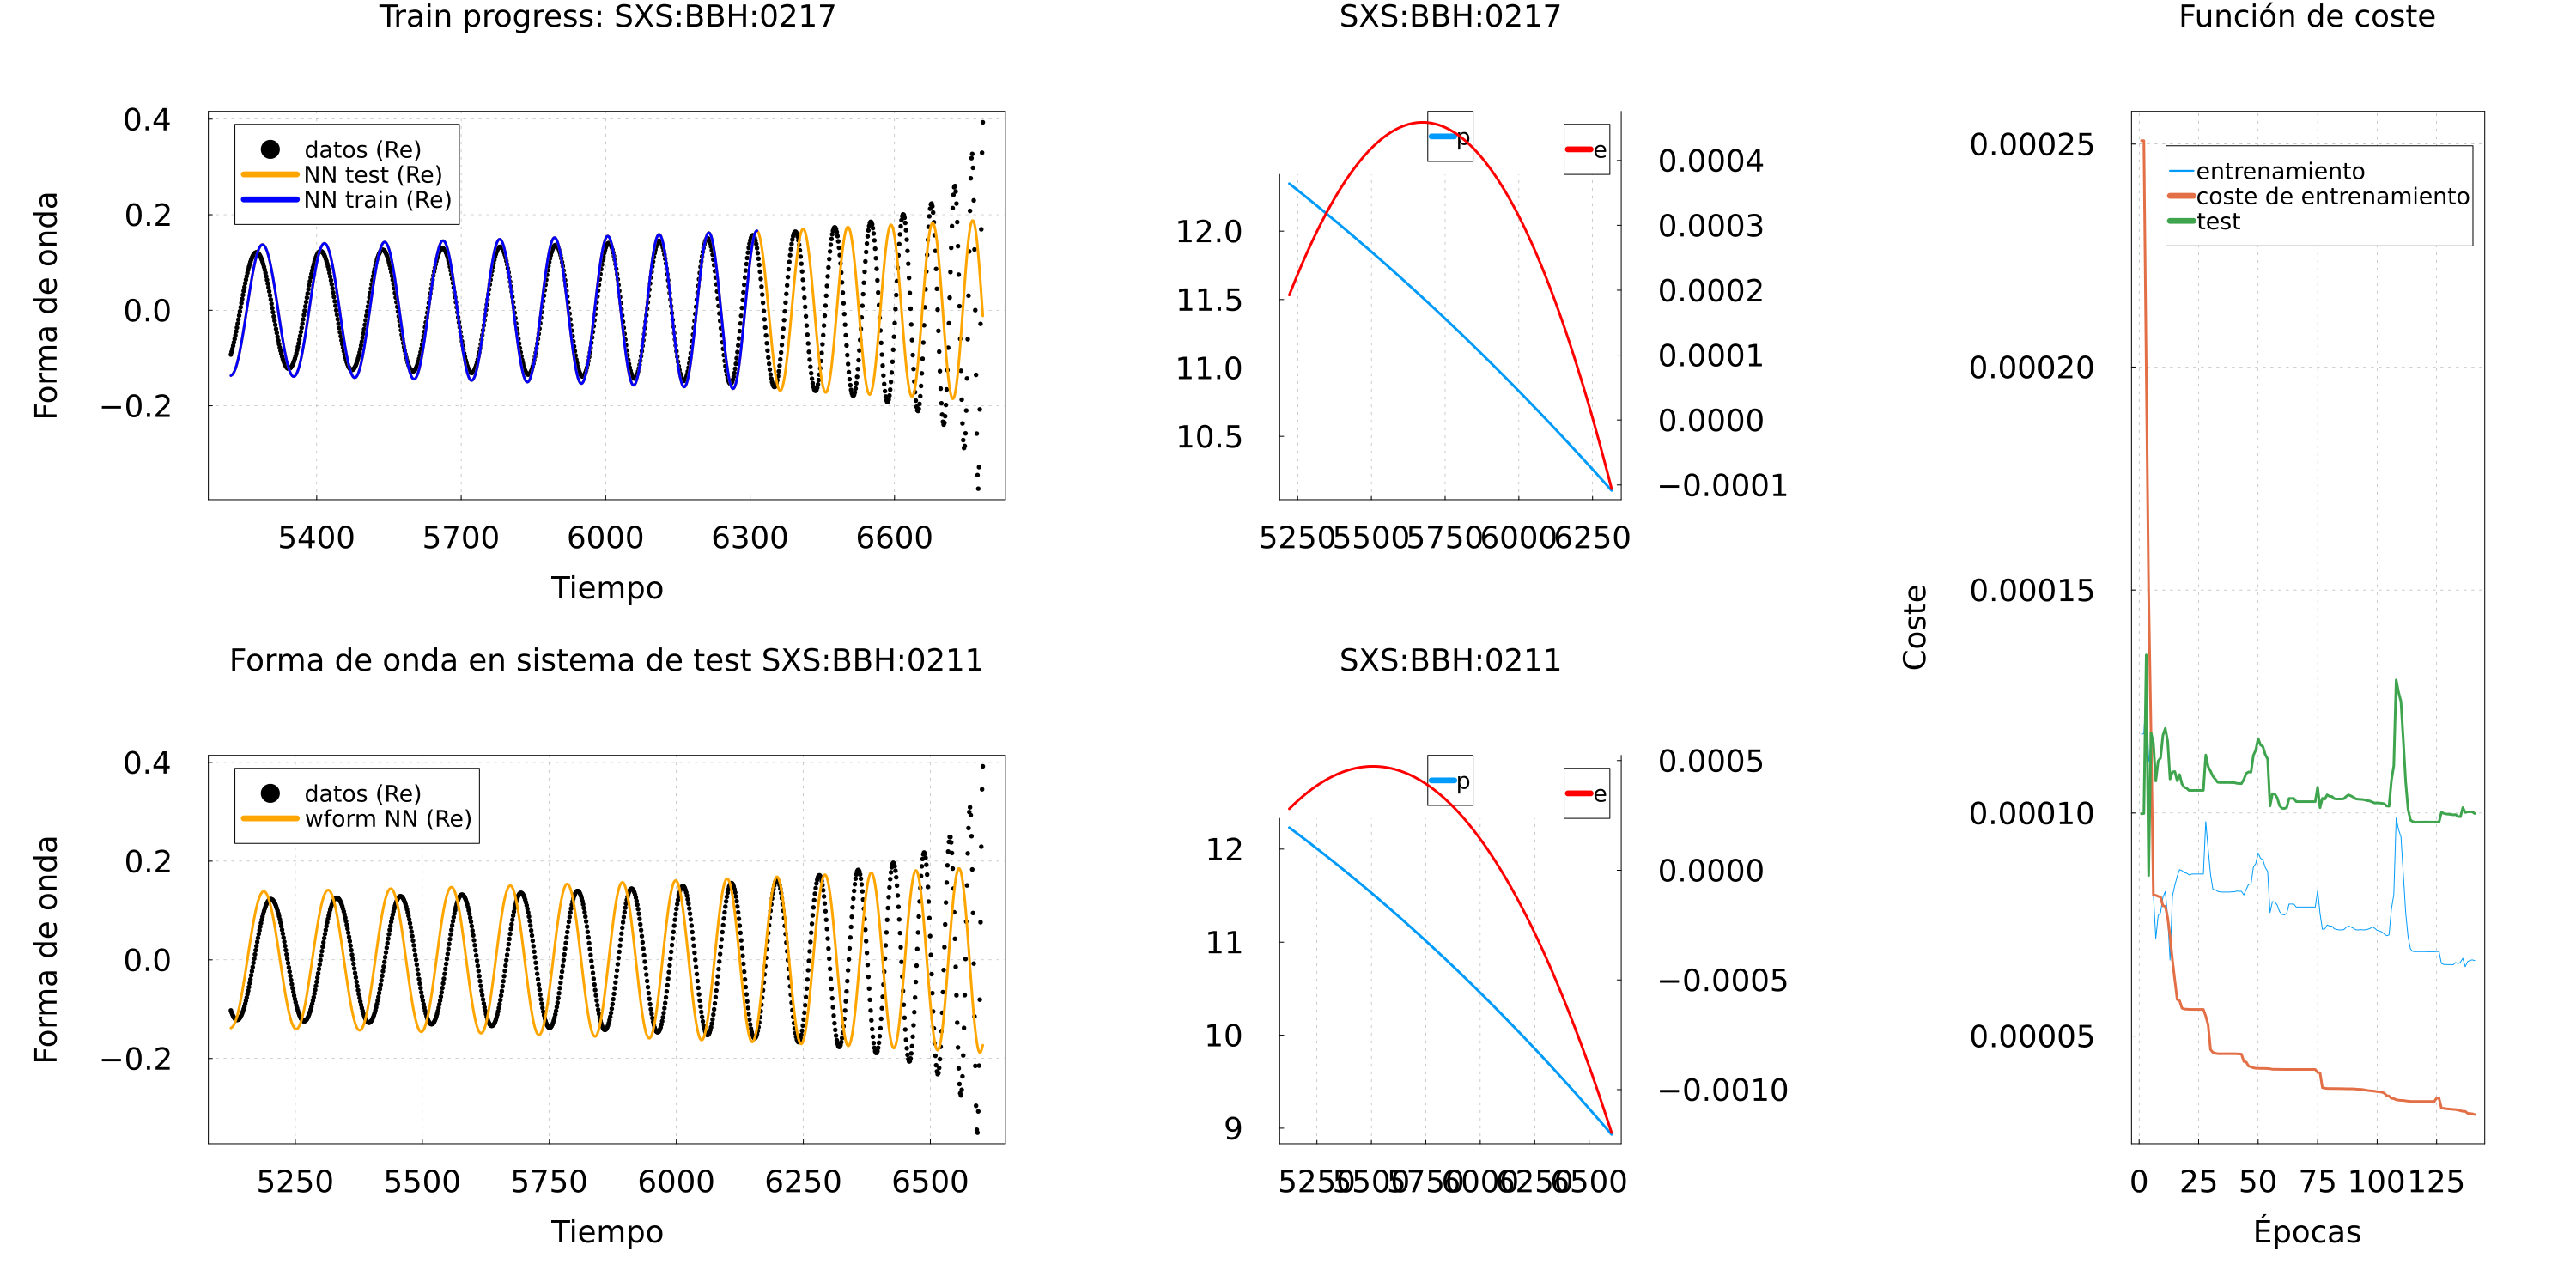 Train progress: SXS:BBH:0217
Forma de onda
0.4
0.2
0.0
−0.2
datos (Re)
NN test (Re)
NN train (Re)
5400 5700 6000 6300 6600
Tiempo
SXS:BBH:0217
12.0
11.5
11.0
10.5
p
e
0.0004
0.0003
0.0002
0.0001
0.0000
−0.0001
5250 5500 5750 6000 6250
Forma de onda en sistema de test SXS:BBH:0211
Forma de onda
0.4
0.2
0.0
−0.2
datos (Re)
wform NN (Re)
5250 5500 5750 6000 6250 6500
Tiempo
SXS:BBH:0211
12
11
10
9
p
e
0.0005
0.0000
−0.0005
−0.0010
5250 5500 5750 6000 6250 6500
Función de coste
Coste
0.00025
0.00020
0.00015
0.00010
0.00005
entrenamiento
coste de entrenamiento
test
0 25 50 75 100 125
Épocas